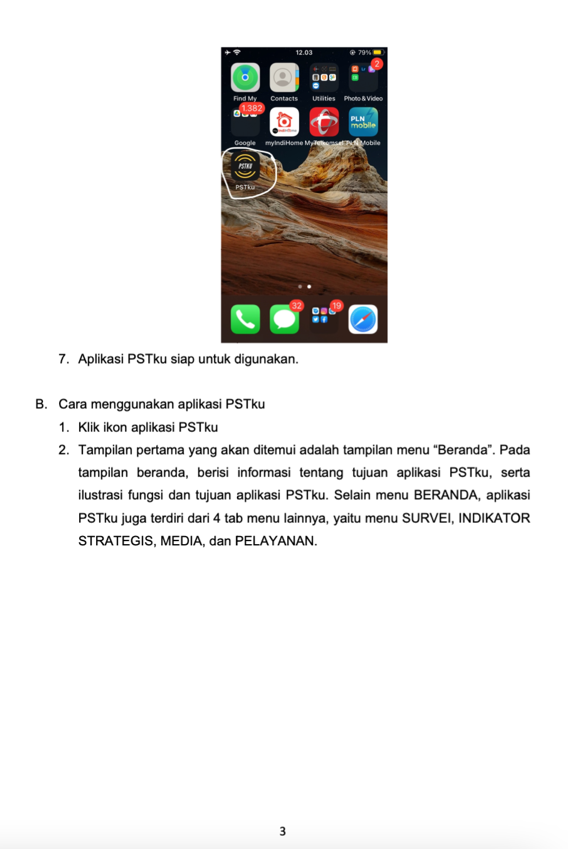 12.03
79%
2
Find My
Contacts
Utilities
Photo & Video
1.382
PLN
mobile
Google
myIndiHome
MyTelkomsel
PLN Mobile
PSTKU
PSTku
32
19
7. Aplikasi PSTku siap untuk digunakan.
B. Cara menggunakan aplikasi PSTku
1. Klik ikon aplikasi PSTku
2. Tampilan pertama yang akan ditemui adalah tampilan menu “Beranda”. Pada
tampilan beranda, berisi informasi tentang tujuan aplikasi PSTku, serta
ilustrasi fungsi dan tujuan aplikasi PSTku. Selain menu BERANDA, aplikasi
PSTku juga terdiri dari 4 tab menu lainnya, yaitu menu SURVEI, INDIKATOR
STRATEGIS, MEDIA, dan PELAYANAN.
3